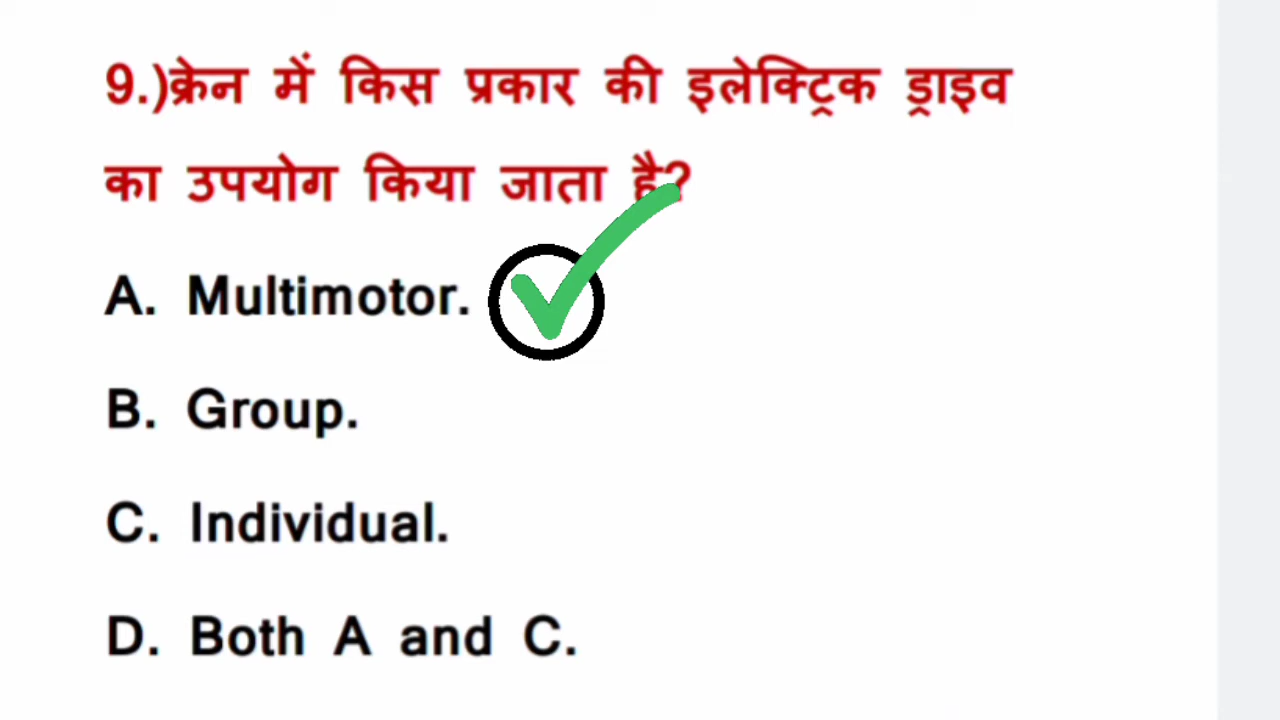 9.)क्रेन में किस प्रकार की इलेक्ट्रिक ड्राइव
का उपयोग किया जाता है?
A. Multimotor.
B. Group.
C. Individual.
D. Both A and C.